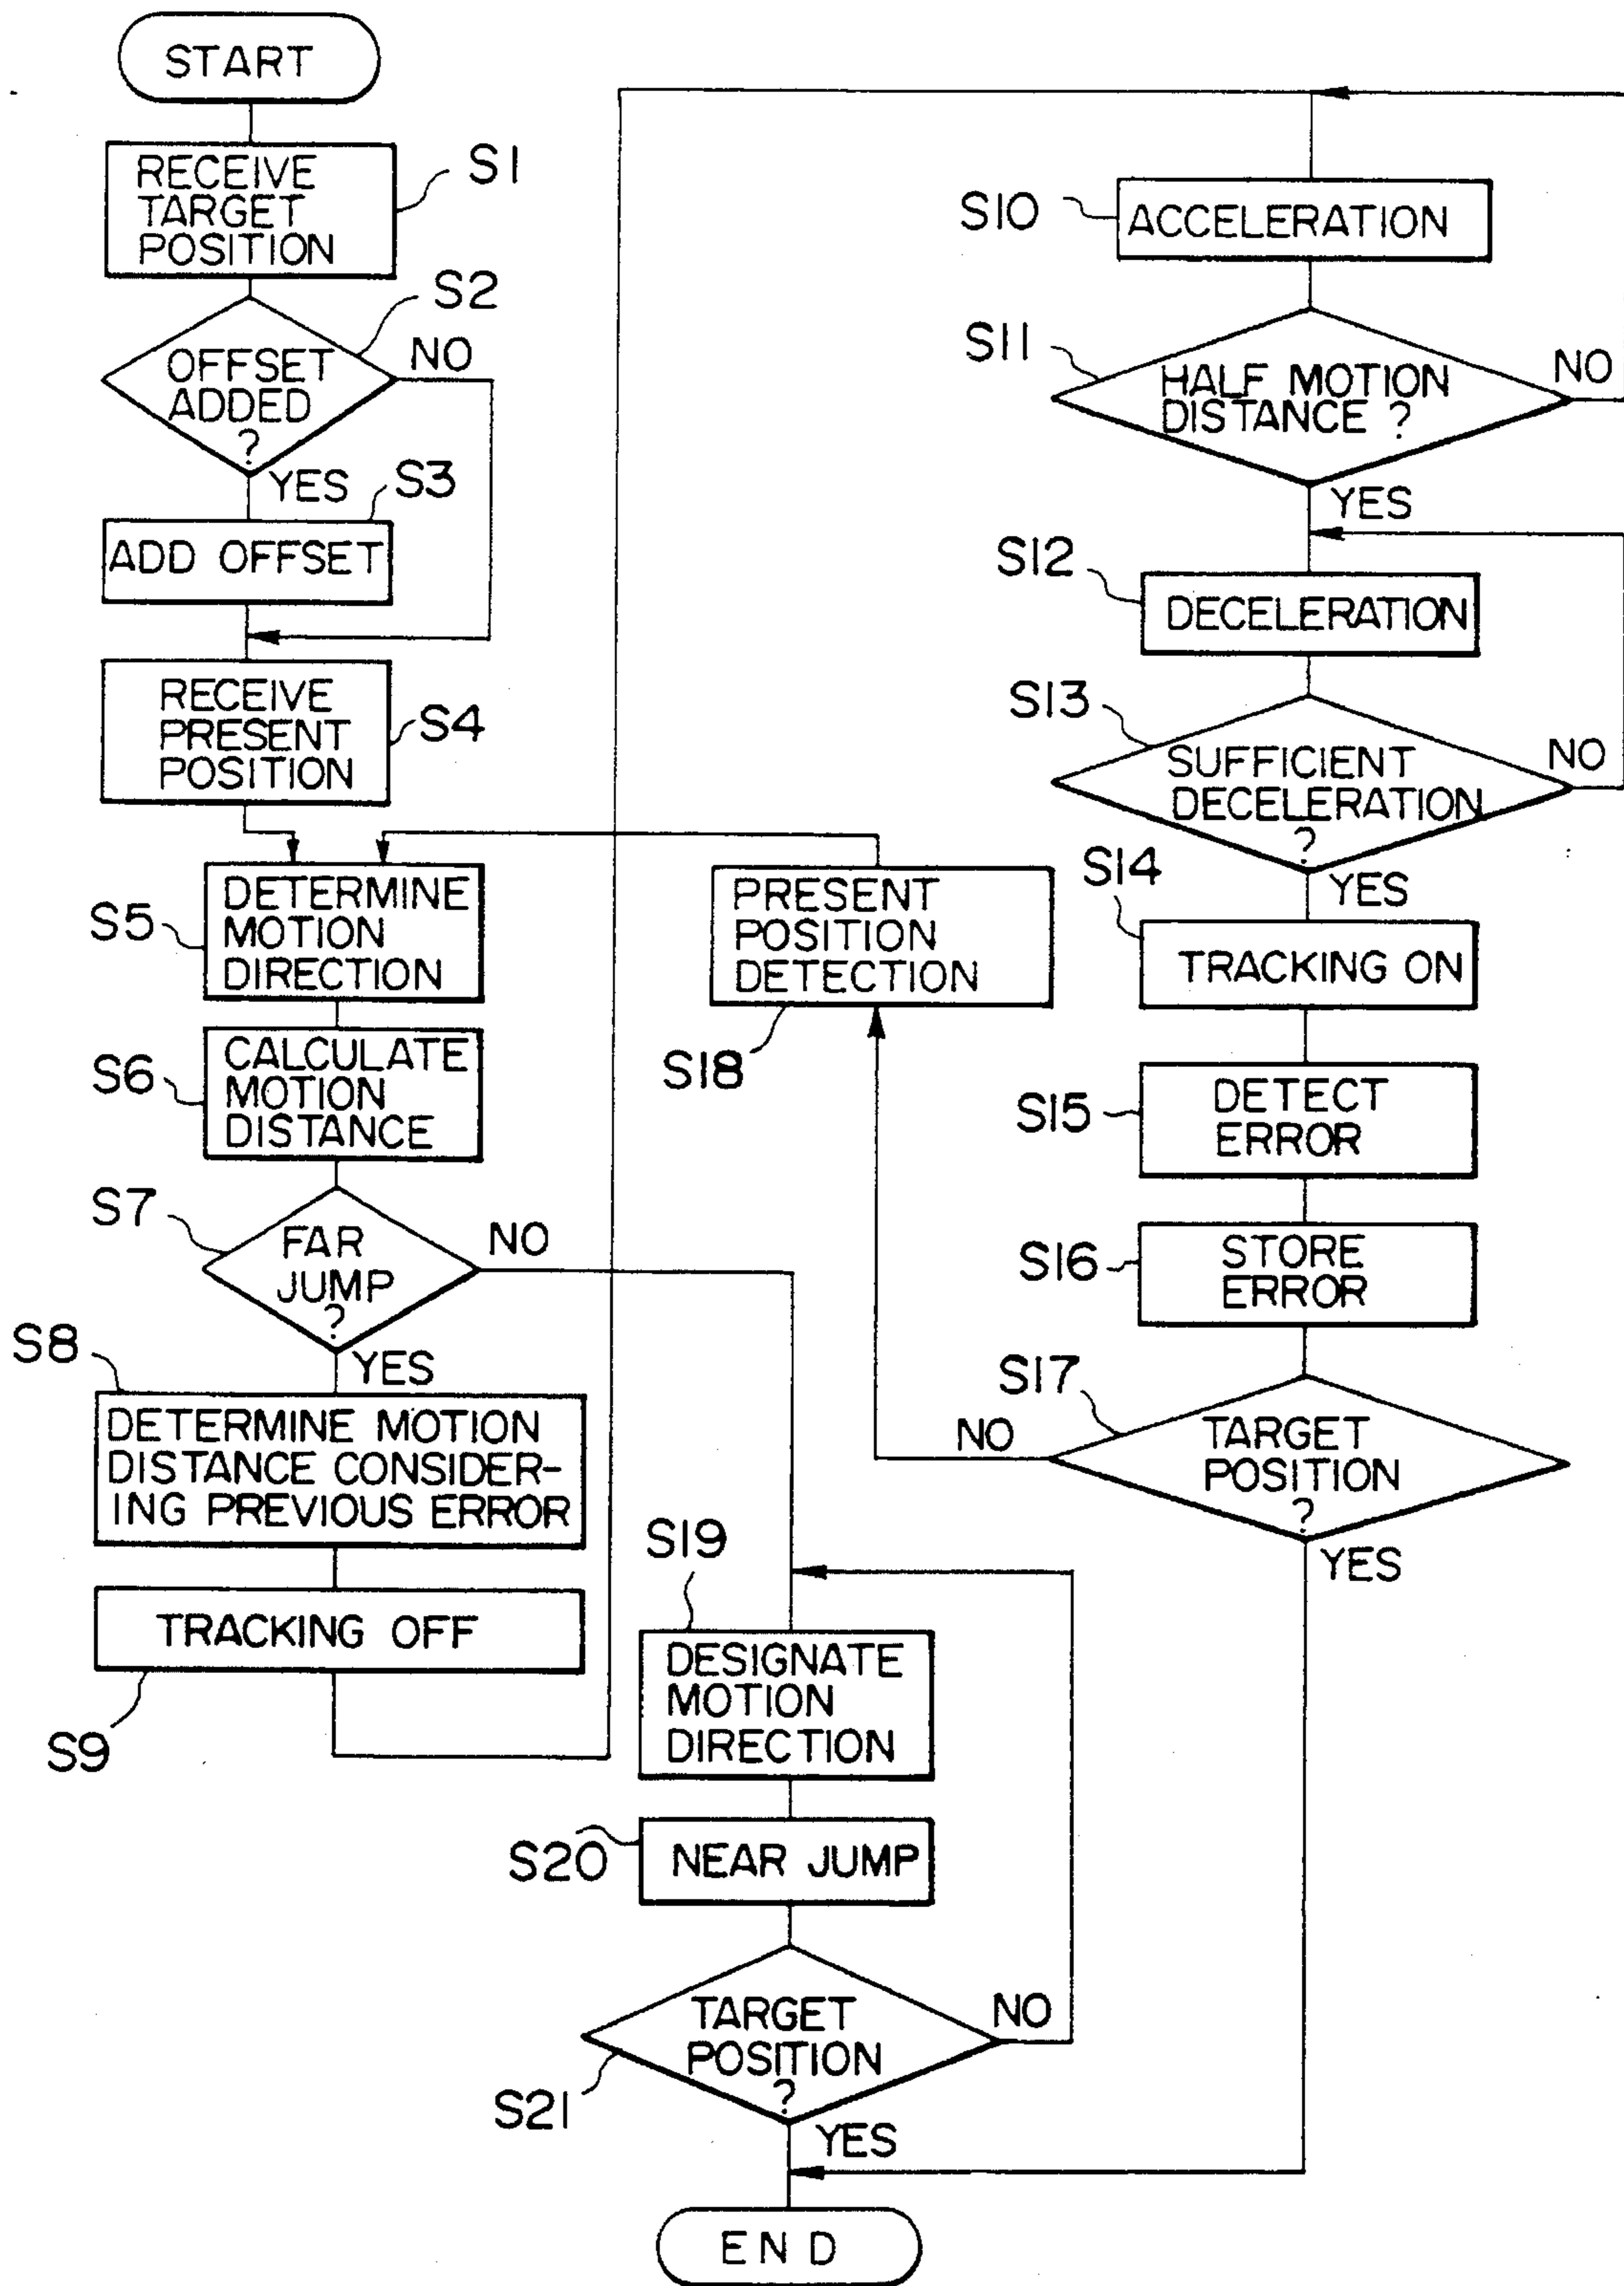 START
RECEIVE
TARGET
POSITION
S1
S2
OFFSET
ADDED
?
NO
YES
S3
ADD OFFSET
RECEIVE
PRESENT
POSITION
S4
S5
DETERMINE
MOTION
DIRECTION
S6
CALCULATE
MOTION
DISTANCE
S7
FAR
JUMP
?
NO
YES
S8
DETERMINE MOTION
DISTANCE CONSIDER-
ING PREVIOUS ERROR
TRACKING OFF
S9
S10
ACCELERATION
S11
HALF MOTION
DISTANCE ?
NO
YES
S12
DECELERATION
S13
SUFFICIENT
DECELERATION
?
NO
YES
S14
TRACKING ON
S15
DETECT
ERROR
S16
STORE
ERROR
S17
TARGET
POSITION
?
NO
YES
PRESENT
POSITION
DETECTION
S18
S19
DESIGNATE
MOTION
DIRECTION
S20
NEAR JUMP
TARGET
POSITION
?
NO
S21
YES
END